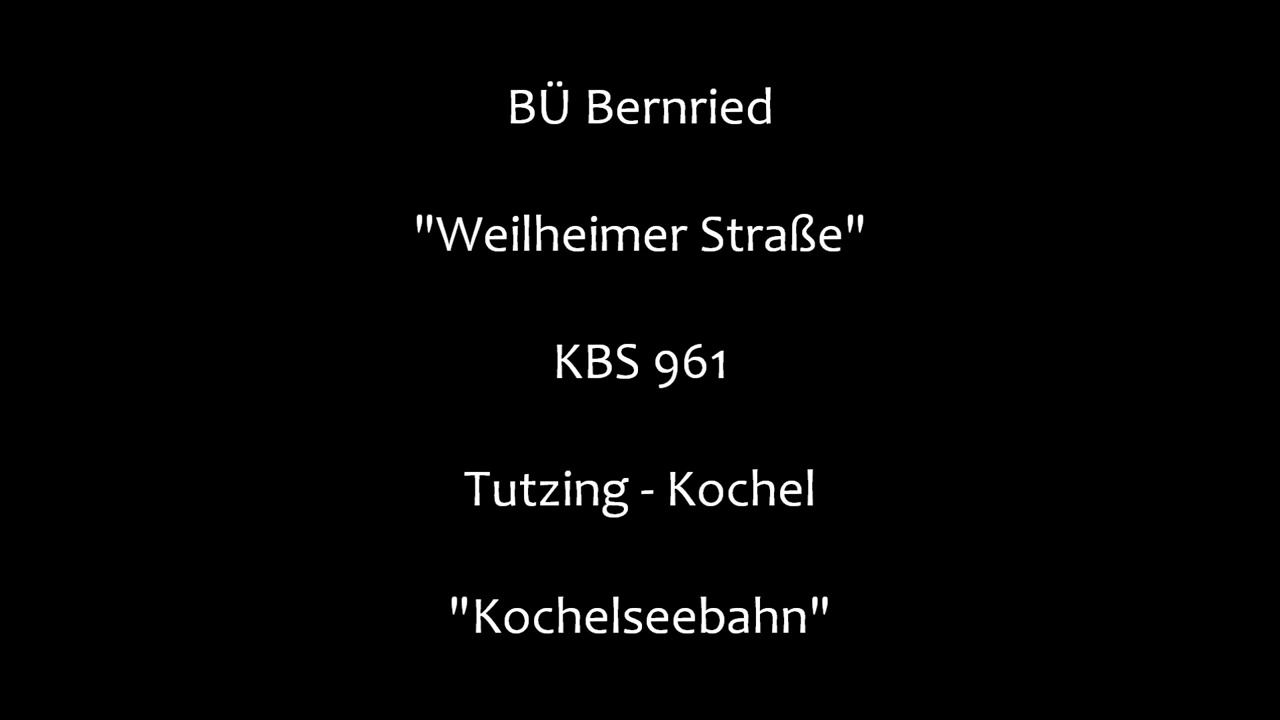 BÜ Bernried
"Weilheimer Straße"
KBS 961
Tutzing - Kochel
"Kochelseebahn"